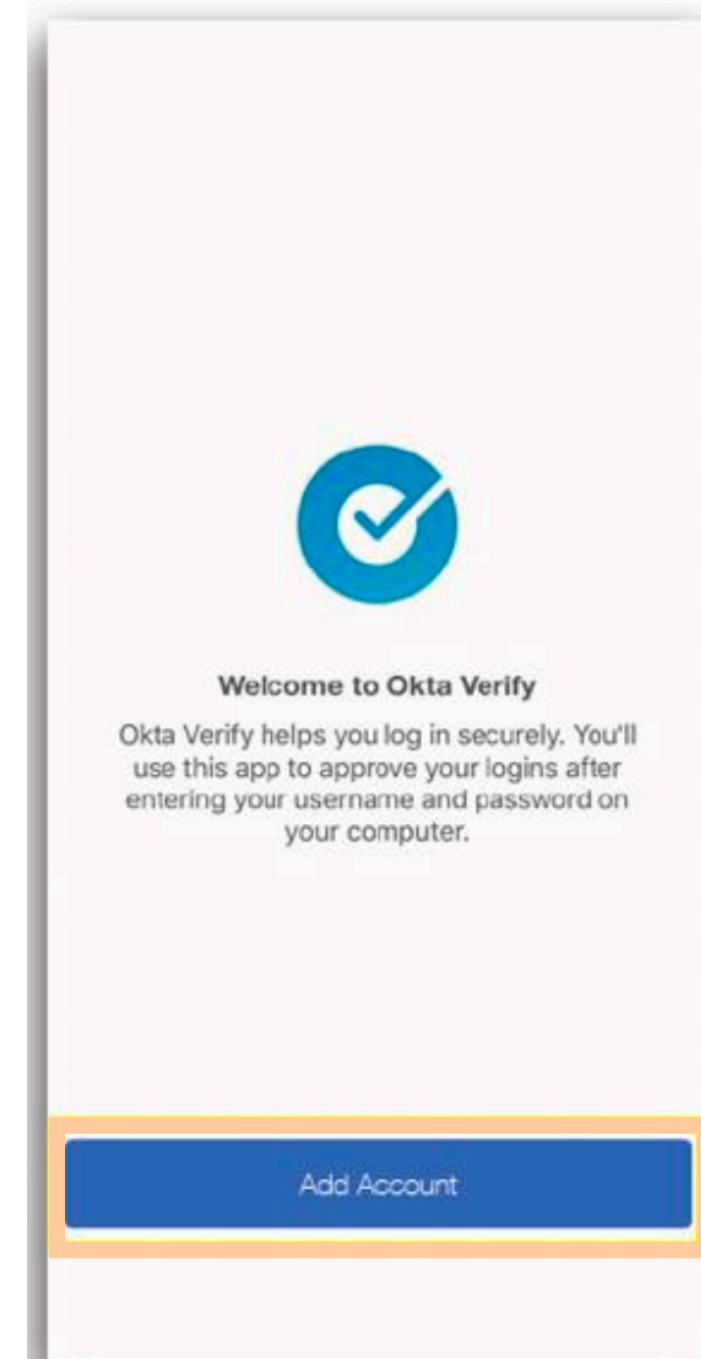 Welcome to Okta Verify
Okta Verify helps you log in securely. You'll
use this app to approve your logins after
entering your username and password on
your computer.
Add Account